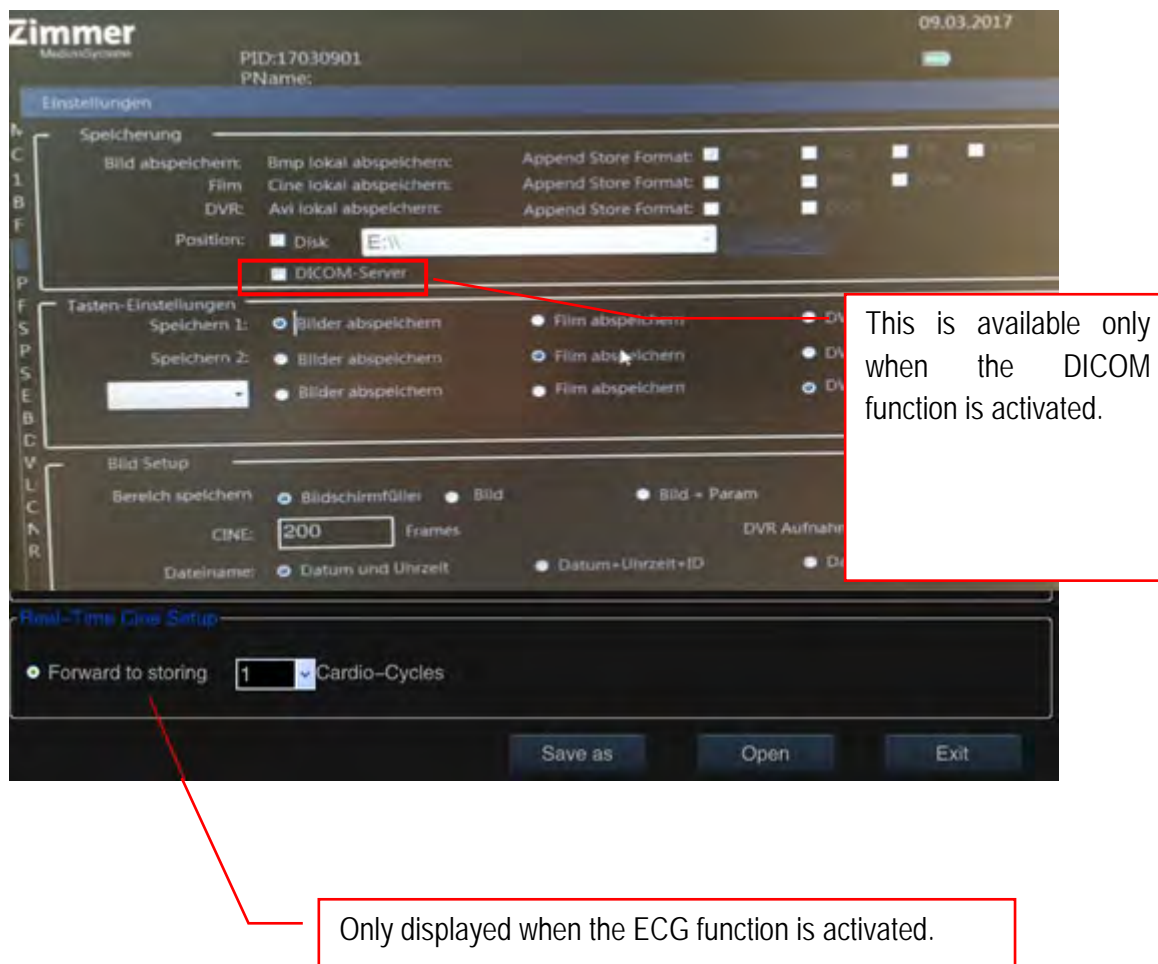 Zimmer
MedizinSysteme
09.03.2017
PID:17030901
PName:
Einstellungen
Speicherung
Bild abspeichern: Bmp lokal abspeichern: Append Store Format:
Film Cine lokal abspeichern: Append Store Format:
DVR: Avi lokal abspeichern: Append Store Format:
Position: Disk E:\\
DICOM-Server
Tasten-Einstellungen
Speichern 1: Bilder abspeichern Film abspeichern
Speichern 2: Bilder abspeichern Film abspeichern
Bilder abspeichern Film abspeichern
Bild Setup
Bereich speichern Bildschirmfüller Bild Bild + Param
CINE: 200 Frames DVR Aufnahm
Dateiname: Datum und Uhrzeit Datum+Uhrzeit+ID
This is available only
when the DICOM
function is activated.
Real-Time Cine Setup
Forward to storing 1 Cardio-Cycles
Save as Open Exit
Only displayed when the ECG function is activated.
M
C
1
B
F
P
F
S
P
S
E
B
D
V
L
C
N
R